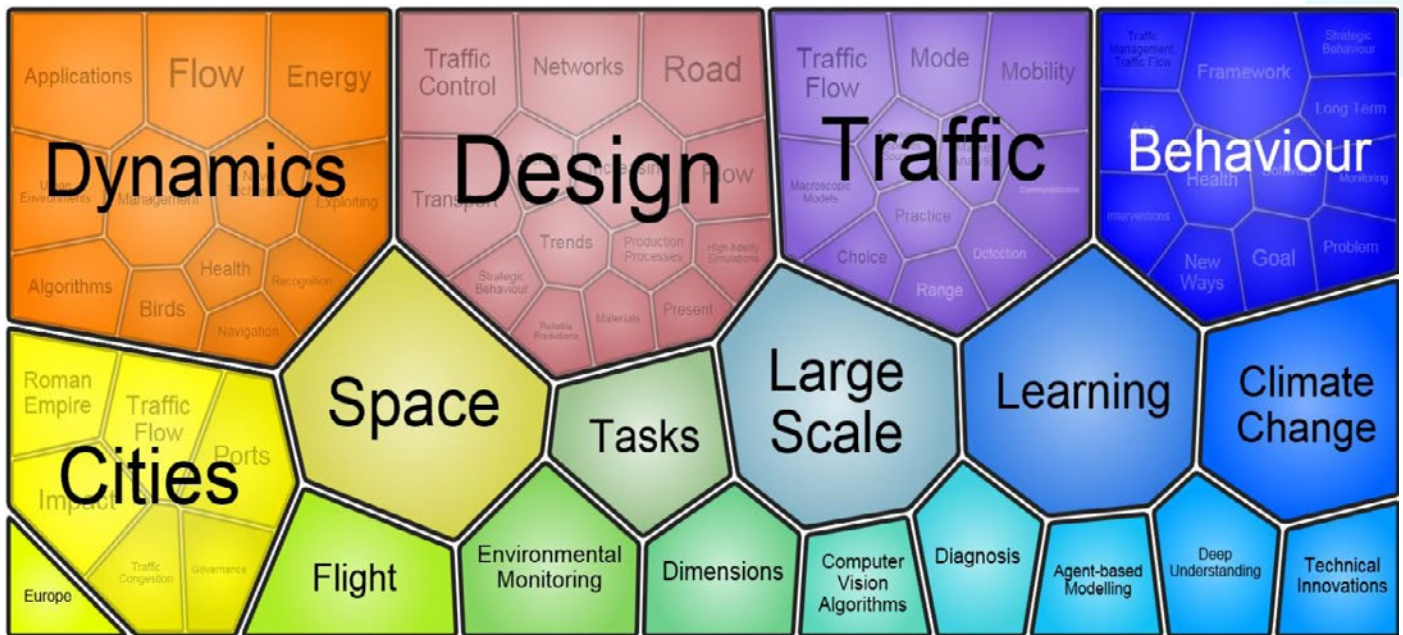 Dynamics
Applications
Flow
Energy
Management
Exploiting
Algorithms
Health
Recognition
Birds
Navigation
Design
Traffic
Control
Networks
Road
Increasing
Flow
Transport
Trends
Production
Processes
High-fidelity
Simulations
Strategic
Behaviour
Reliable
Predictions
Materials
Present
Traffic
Traffic
Flow
Mode
Mobility
Macroscopic
Models
Practice
Communication
Choice
Detection
Range
Behaviour
Traffic
Management,
Traffic Flow
Framework
Strategic
Behaviour
Long Term
Health
Monitoring
Interventions
New
Ways
Goal
Problem
Cities
Roman
Empire
Traffic
Flow
Ports
Impact
Traffic
Congestion
Governance
Europe
Space
Tasks
Large
Scale
Learning
Climate
Change
Flight
Environmental
Monitoring
Dimensions
Computer
Vision
Algorithms
Diagnosis
Agent-based
Modelling
Deep
Understanding
Technical
Innovations